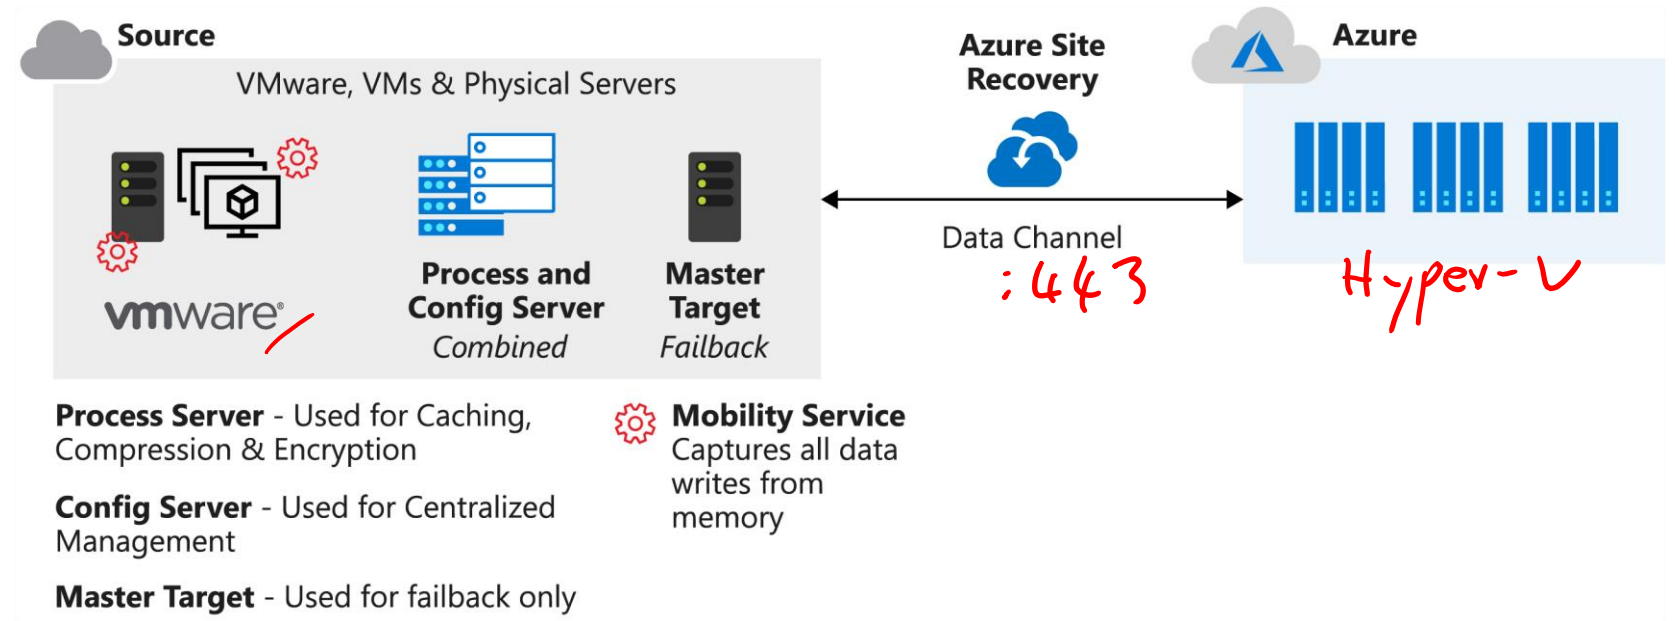 Source
VMware, VMs & Physical Servers
vmware®
Process and
Config Server
Combined
Master
Target
Failback
Azure Site
Recovery
Data Channel
:443
Azure
Hyper-V
Process Server - Used for Caching,
Compression & Encryption
Config Server - Used for Centralized
Management
Master Target - Used for failback only
Mobility Service
Captures all data
writes from
memory